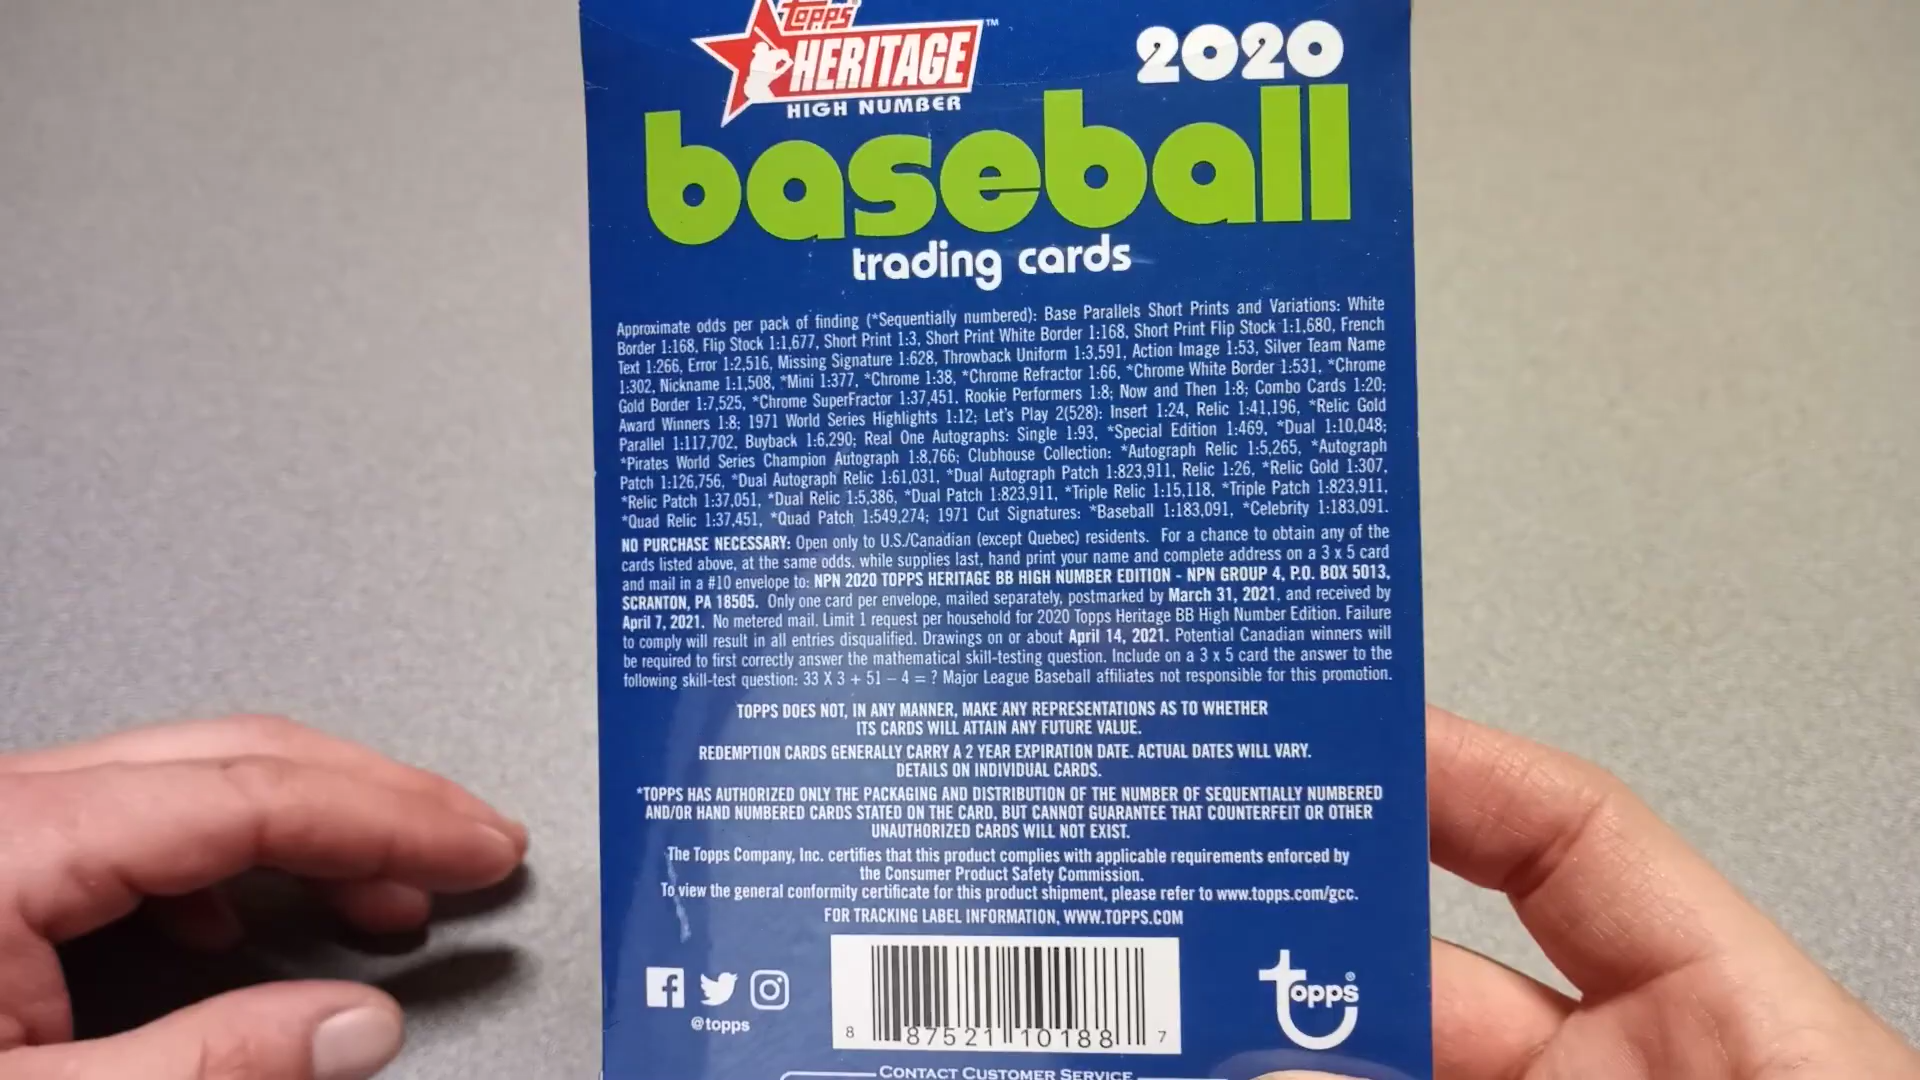 Topps
HERITAGE™
HIGH NUMBER
2020
baseball
trading cards
Approximate odds per pack of finding (*Sequentially numbered): Base Parallels Short Prints and Variations: White
Border 1:168, Flip Stock 1:1,677, Short Print 1:3, Short Print White Border 1:168, Short Print Flip Stock 1:1,680, French
Text 1:266, Error 1:2,516, Missing Signature 1:628, Throwback Uniform 1:3,591, Action Image 1:53, Silver Team Name
1:302, Nickname 1:1,508, *Mini 1:377, *Chrome 1:38, *Chrome Refractor 1:66, *Chrome White Border 1:531, *Chrome
Gold Border 1:7,525, *Chrome SuperFractor 1:37,451. Rookie Performers 1:8; Now and Then 1:8; Combo Cards 1:20;
Award Winners 1:8; 1971 World Series Highlights 1:12; Let's Play 2(528): Insert 1:24, Relic 1:41,196, *Relic Gold
Parallel 1:117,702, Buyback 1:6,290; Real One Autographs: Single 1:93, *Special Edition 1:469, *Dual 1:10,048;
*Pirates World Series Champion Autograph 1:8,766; Clubhouse Collection: *Autograph Relic 1:5,265, *Autograph
Patch 1:126,756, *Dual Autograph Relic 1:61,031, *Dual Autograph Patch 1:823,911, Relic 1:26, *Relic Gold 1:307,
*Relic Patch 1:37,051, *Dual Relic 1:5,386, *Dual Patch 1:823,911, *Triple Relic 1:15,118, *Triple Patch 1:823,911,
*Quad Relic 1:37,451, *Quad Patch 1:549,274; 1971 Cut Signatures: *Baseball 1:183,091, *Celebrity 1:183,091.
NO PURCHASE NECESSARY: Open only to U.S./Canadian (except Quebec) residents. For a chance to obtain any of the
cards listed above, at the same odds, while supplies last, hand print your name and complete address on a 3 x 5 card
and mail in a #10 envelope to: NPN 2020 TOPPS HERITAGE BB HIGH NUMBER EDITION - NPN GROUP 4, P.O. BOX 5013,
SCRANTON, PA 18505. Only one card per envelope, mailed separately, postmarked by March 31, 2021, and received by
April 7, 2021. No metered mail. Limit 1 request per household for 2020 Topps Heritage BB High Number Edition. Failure
to comply will result in all entries disqualified. Drawings on or about April 14, 2021. Potential Canadian winners will
be required to first correctly answer the mathematical skill-testing question. Include on a 3 x 5 card the answer to the
following skill-test question: 33 X 3 + 51 – 4 = ? Major League Baseball affiliates not responsible for this promotion.
TOPPS DOES NOT, IN ANY MANNER, MAKE ANY REPRESENTATIONS AS TO WHETHER
ITS CARDS WILL ATTAIN ANY FUTURE VALUE.
REDEMPTION CARDS GENERALLY CARRY A 2 YEAR EXPIRATION DATE. ACTUAL DATES WILL VARY.
DETAILS ON INDIVIDUAL CARDS.
*TOPPS HAS AUTHORIZED ONLY THE PACKAGING AND DISTRIBUTION OF THE NUMBER OF SEQUENTIALLY NUMBERED
AND/OR HAND NUMBERED CARDS STATED ON THE CARD, BUT CANNOT GUARANTEE THAT COUNTERFEIT OR OTHER
UNAUTHORIZED CARDS WILL NOT EXIST.
The Topps Company, Inc. certifies that this product complies with applicable requirements enforced by
the Consumer Product Safety Commission.
To view the general conformity certificate for this product shipment, please refer to www.topps.com/gcc.
FOR TRACKING LABEL INFORMATION, WWW.TOPPS.COM
@topps
8 87521 10188 7
topps®
CONTACT CUSTOMER SERVICE